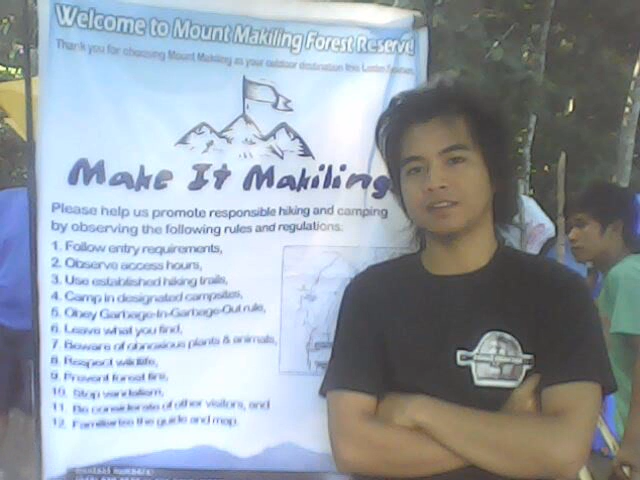 Welcome to Mount Makiling Forest Reserve
Thank you for choosing Mount Makiling as your outdoor destination this Lenten Season.
Make It Makiling
Please help us promote responsible hiking and camping
by observing the following rules and regulations:
1. Follow entry requirements,
2. Observe access hours,
3. Use established hiking trails,
4. Camp in designated campsites,
5. Obey Garbage-In-Garbage-Out rule,
6. Leave what you find,
7. Beware of obnoxious plants & animals,
8. Respect wildlife,
9. Prevent forest fire,
10. Stop vandalism,
11. Be considerate of other visitors, and
12. Familiarize the guide and map.